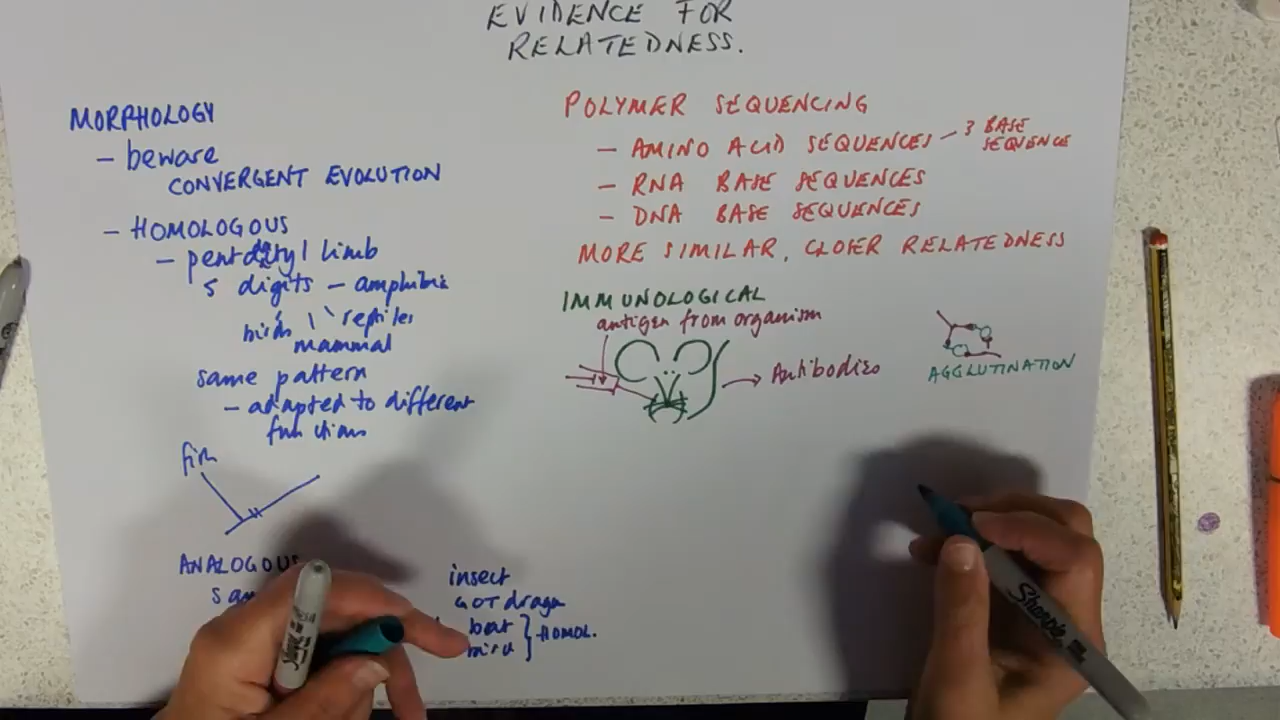 EVIDENCE FOR
RELATEDNESS.
MORPHOLOGY
- beware
CONVERGENT EVOLUTION
- HOMOLOGOUS
- pentdactyl limb
5 digits - amphibia
birds reptiles
mammal
same pattern
- adapted to different
functions
fin
ANALOGOUS
insect
GOT dragon
bat
bird
} HOMOL.
POLYMER SEQUENCING
- AMINO ACID SEQUENCES - 3 BASE
SEQUENCE
- RNA BASE SEQUENCES
- DNA BASE SEQUENCES
MORE SIMILAR, CLOSER RELATEDNESS
IMMUNOLOGICAL
antigen from organism
→ Antibodies
AGGLUTINATION
Sharpie